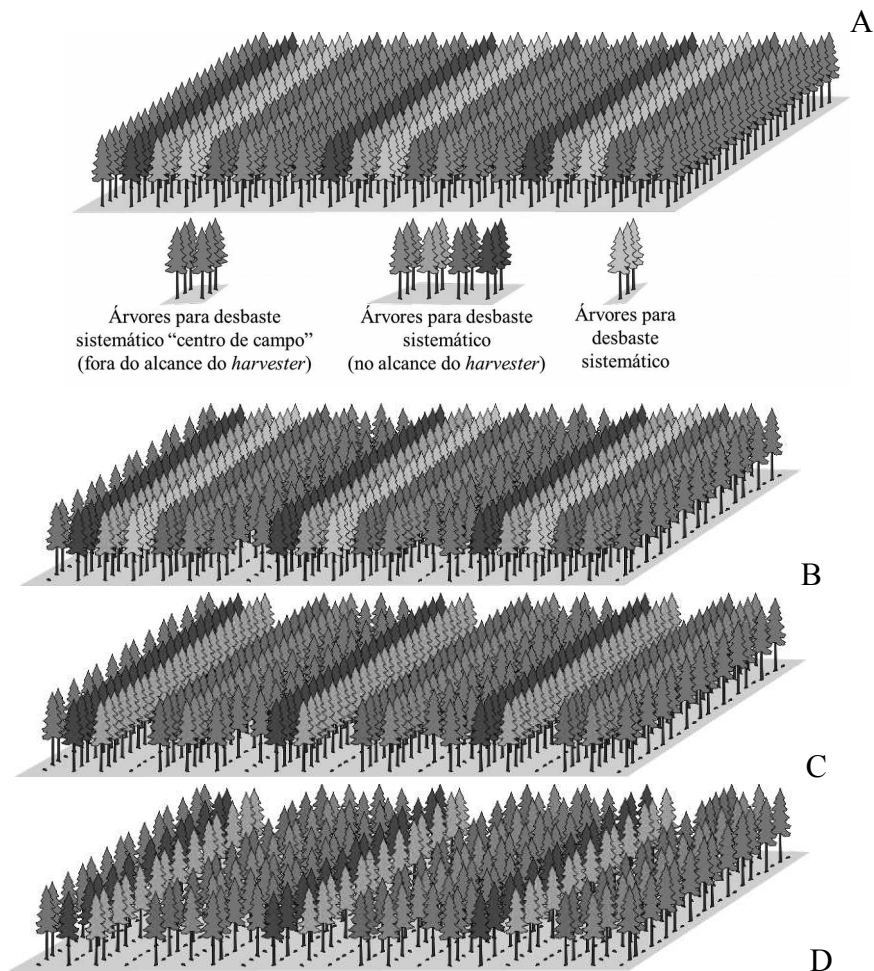 A
Árvores para desbaste
sistemático “centro de campo”
(fora do alcance do harvester)
Árvores para desbaste
sistemático
(no alcance do harvester)
Árvores para
desbaste
sistemático
B
C
D